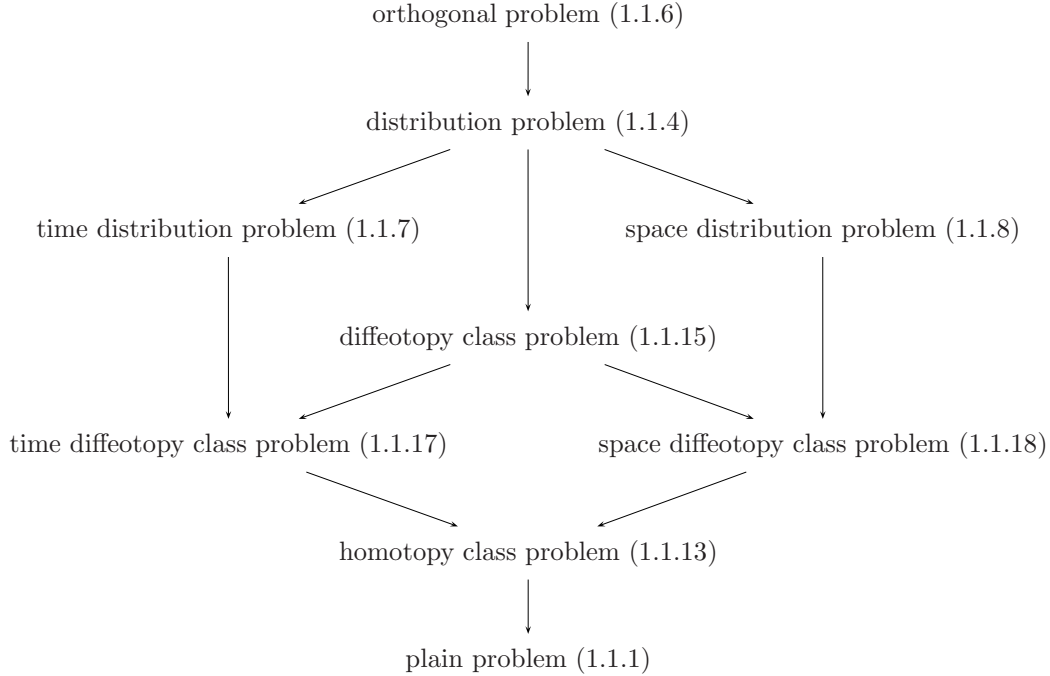 orthogonal problem (1.1.6)
distribution problem (1.1.4)
time distribution problem (1.1.7)
space distribution problem (1.1.8)
diffeotopy class problem (1.1.15)
time diffeotopy class problem (1.1.17)
space diffeotopy class problem (1.1.18)
homotopy class problem (1.1.13)
plain problem (1.1.1)